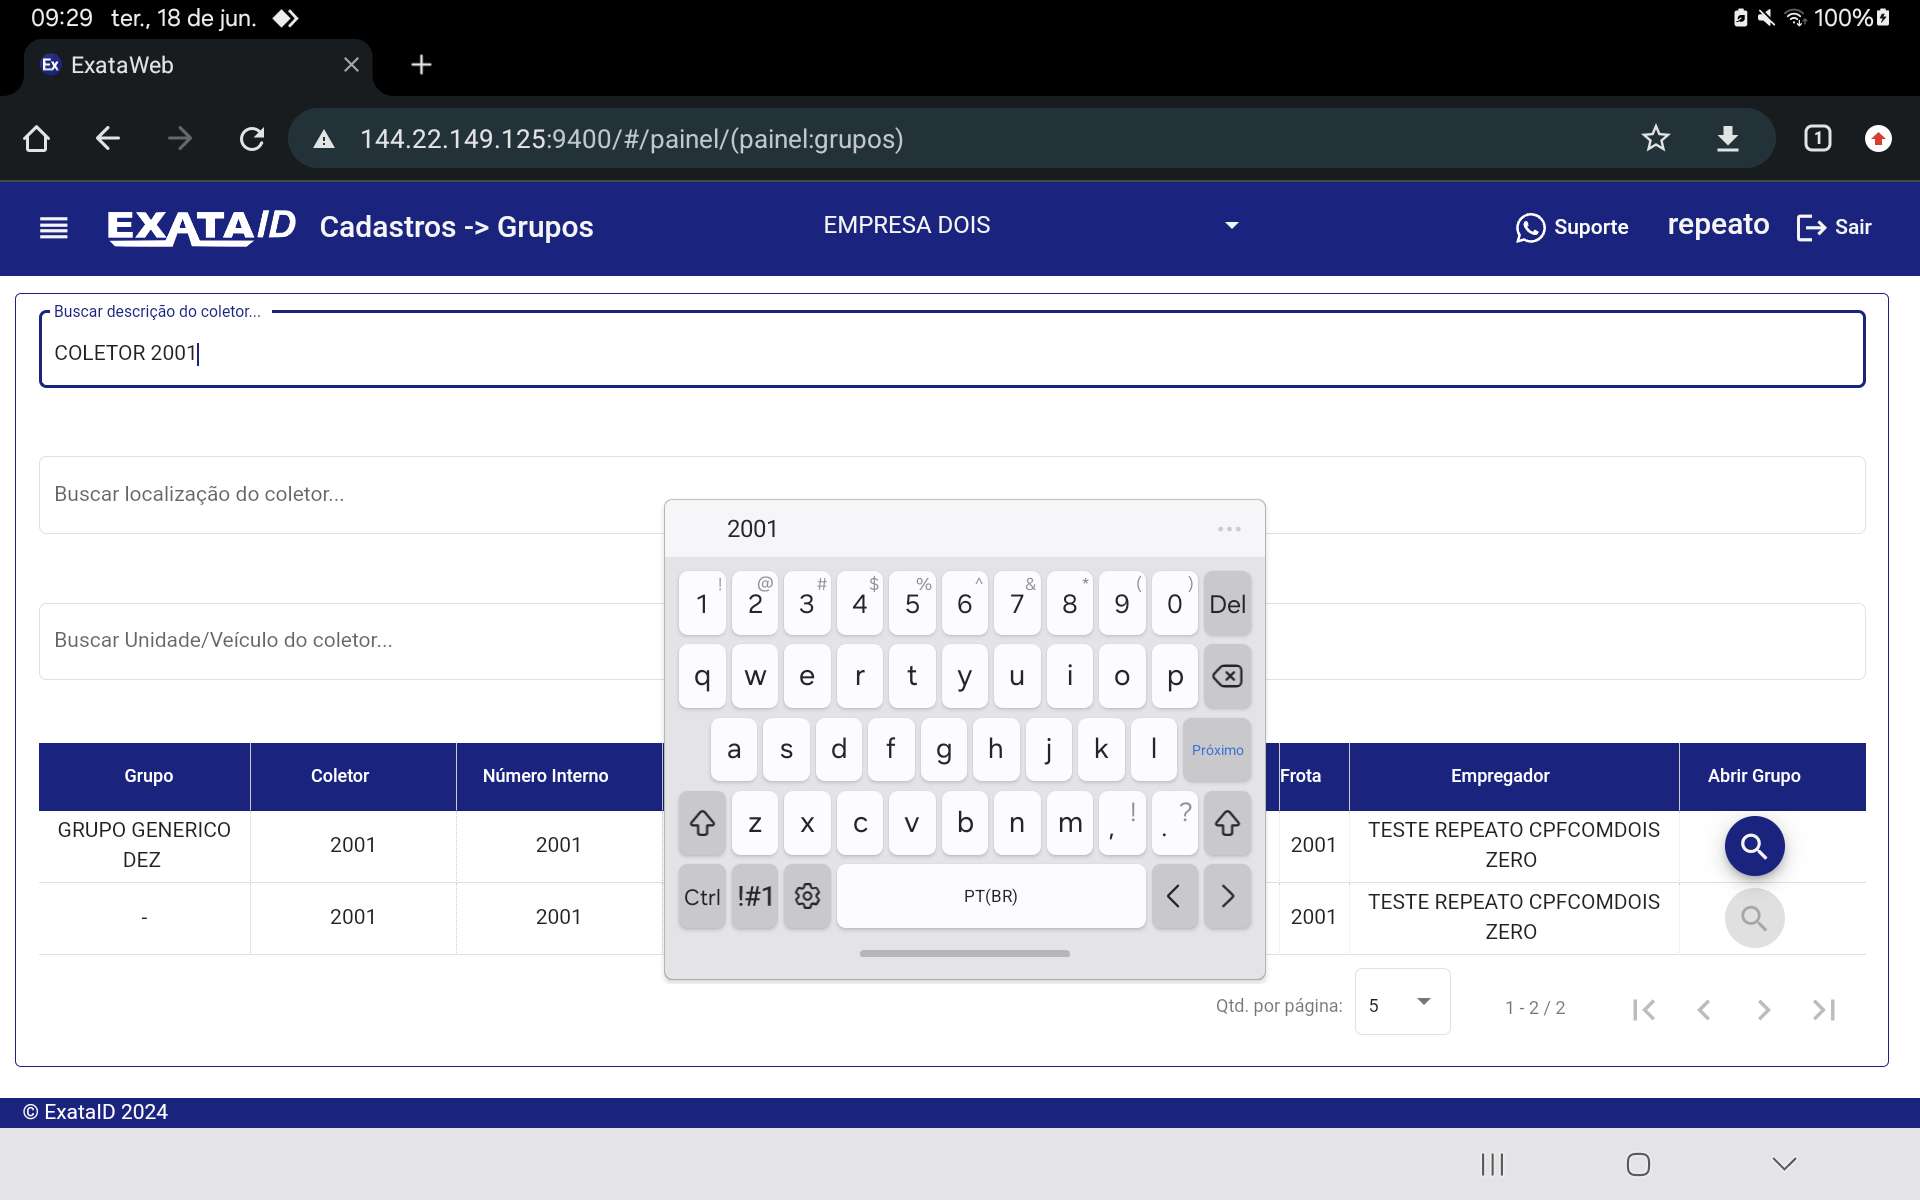 09:29 ter., 18 de jun.
100%
Ex ExataWeb
144.22.149.125:9400/#/painel/(painel:grupos)
1
EXATAID Cadastros -> Grupos EMPRESA DOIS Suporte repeato Sair
Buscar descrição do coletor...
COLETOR 2001
Buscar localização do coletor...
Buscar Unidade/Veículo do coletor...
2001 ...
! @ # $ % ^ & * ( )
1 2 3 4 5 6 7 8 9 0 Del
q w e r t y u i o p
a s d f g h j k l Próximo
z x c v b n m , ! . ?
Ctrl !#1 PT(BR) < >
Grupo Coletor Número Interno Frota Empregador Abrir Grupo
GRUPO GENERICO DEZ 2001 2001 2001 TESTE REPEATO CPFCOMDOIS ZERO
- 2001 2001 2001 TESTE REPEATO CPFCOMDOIS ZERO
Qtd. por página: 5 1 - 2 / 2
© ExataID 2024